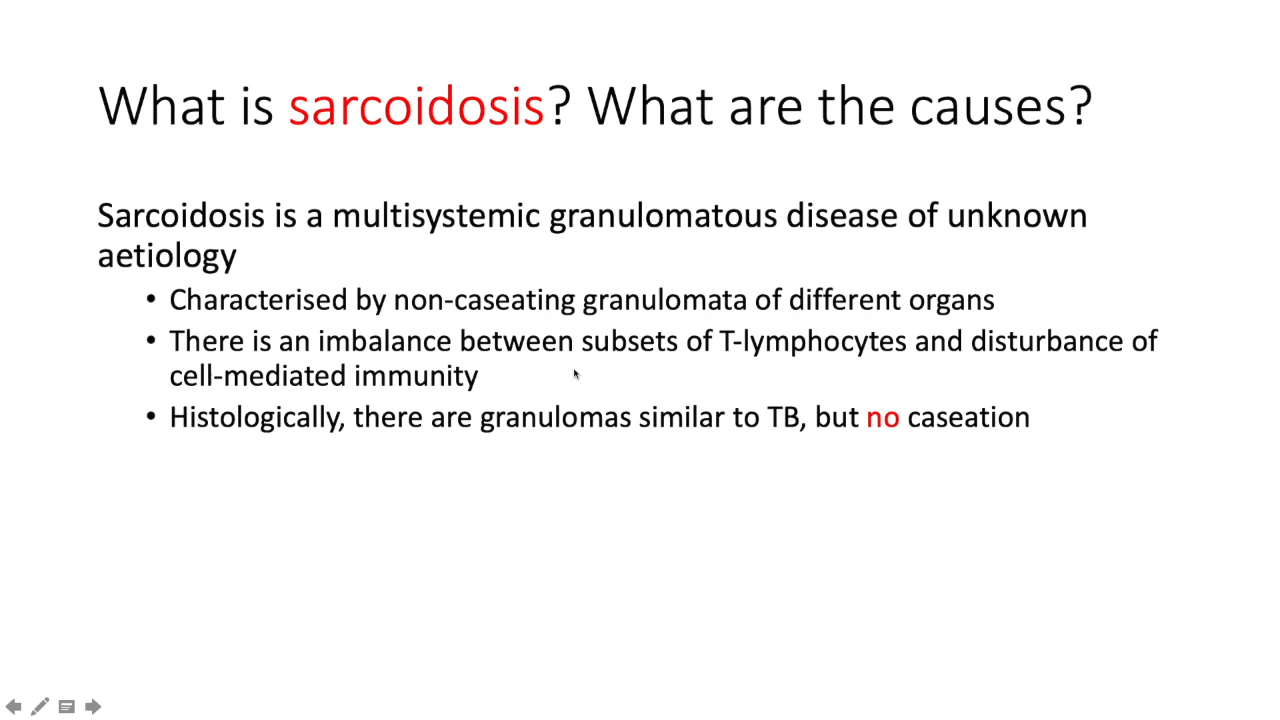 What is sarcoidosis? What are the causes?
Sarcoidosis is a multisystemic granulomatous disease of unknown
aetiology
• Characterised by non-caseating granulomata of different organs
• There is an imbalance between subsets of T-lymphocytes and disturbance of
cell-mediated immunity
• Histologically, there are granulomas similar to TB, but no caseation